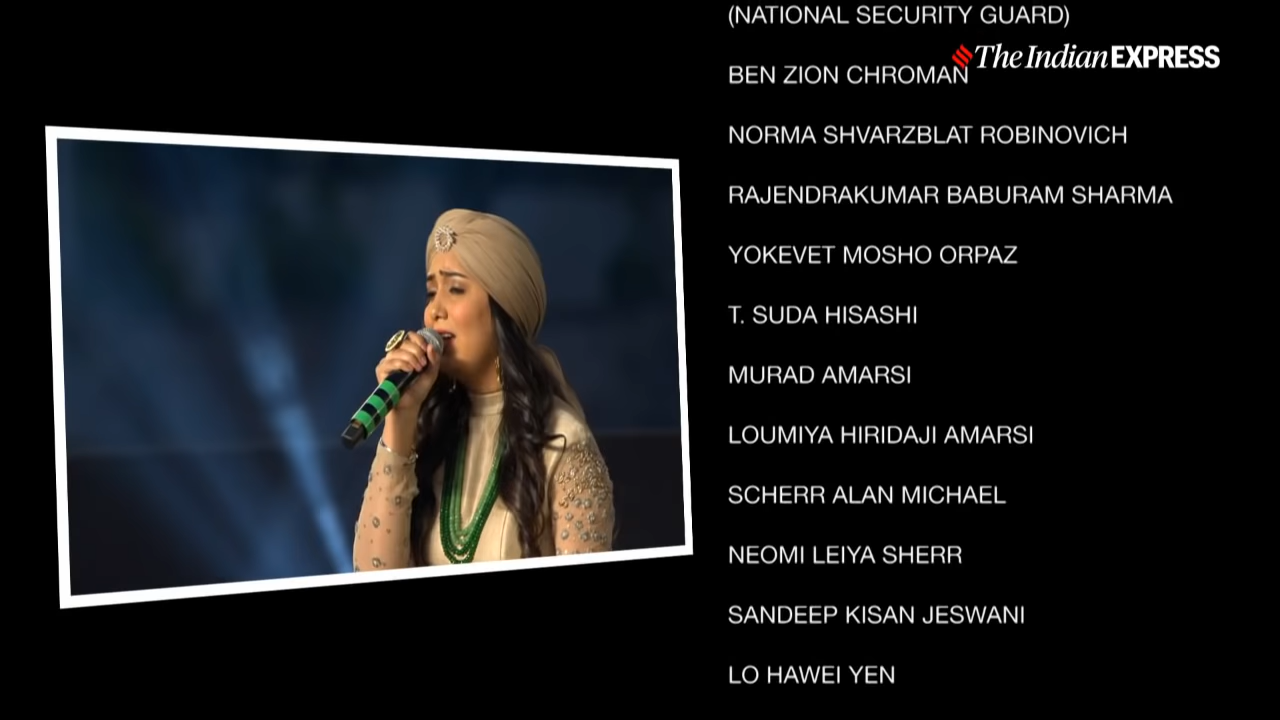 (NATIONAL SECURITY GUARD)
The Indian EXPRESS
BEN ZION CHROMAN
NORMA SHVARZBLAT ROBINOVICH
RAJENDRAKUMAR BABURAM SHARMA
YOKEVET MOSHO ORPAZ
T. SUDA HISASHI
MURAD AMARSI
LOUMIYA HIRIDAJI AMARSI
SCHERR ALAN MICHAEL
NEOMI LEIYA SHERR
SANDEEP KISAN JESWANI
LO HAWEI YEN